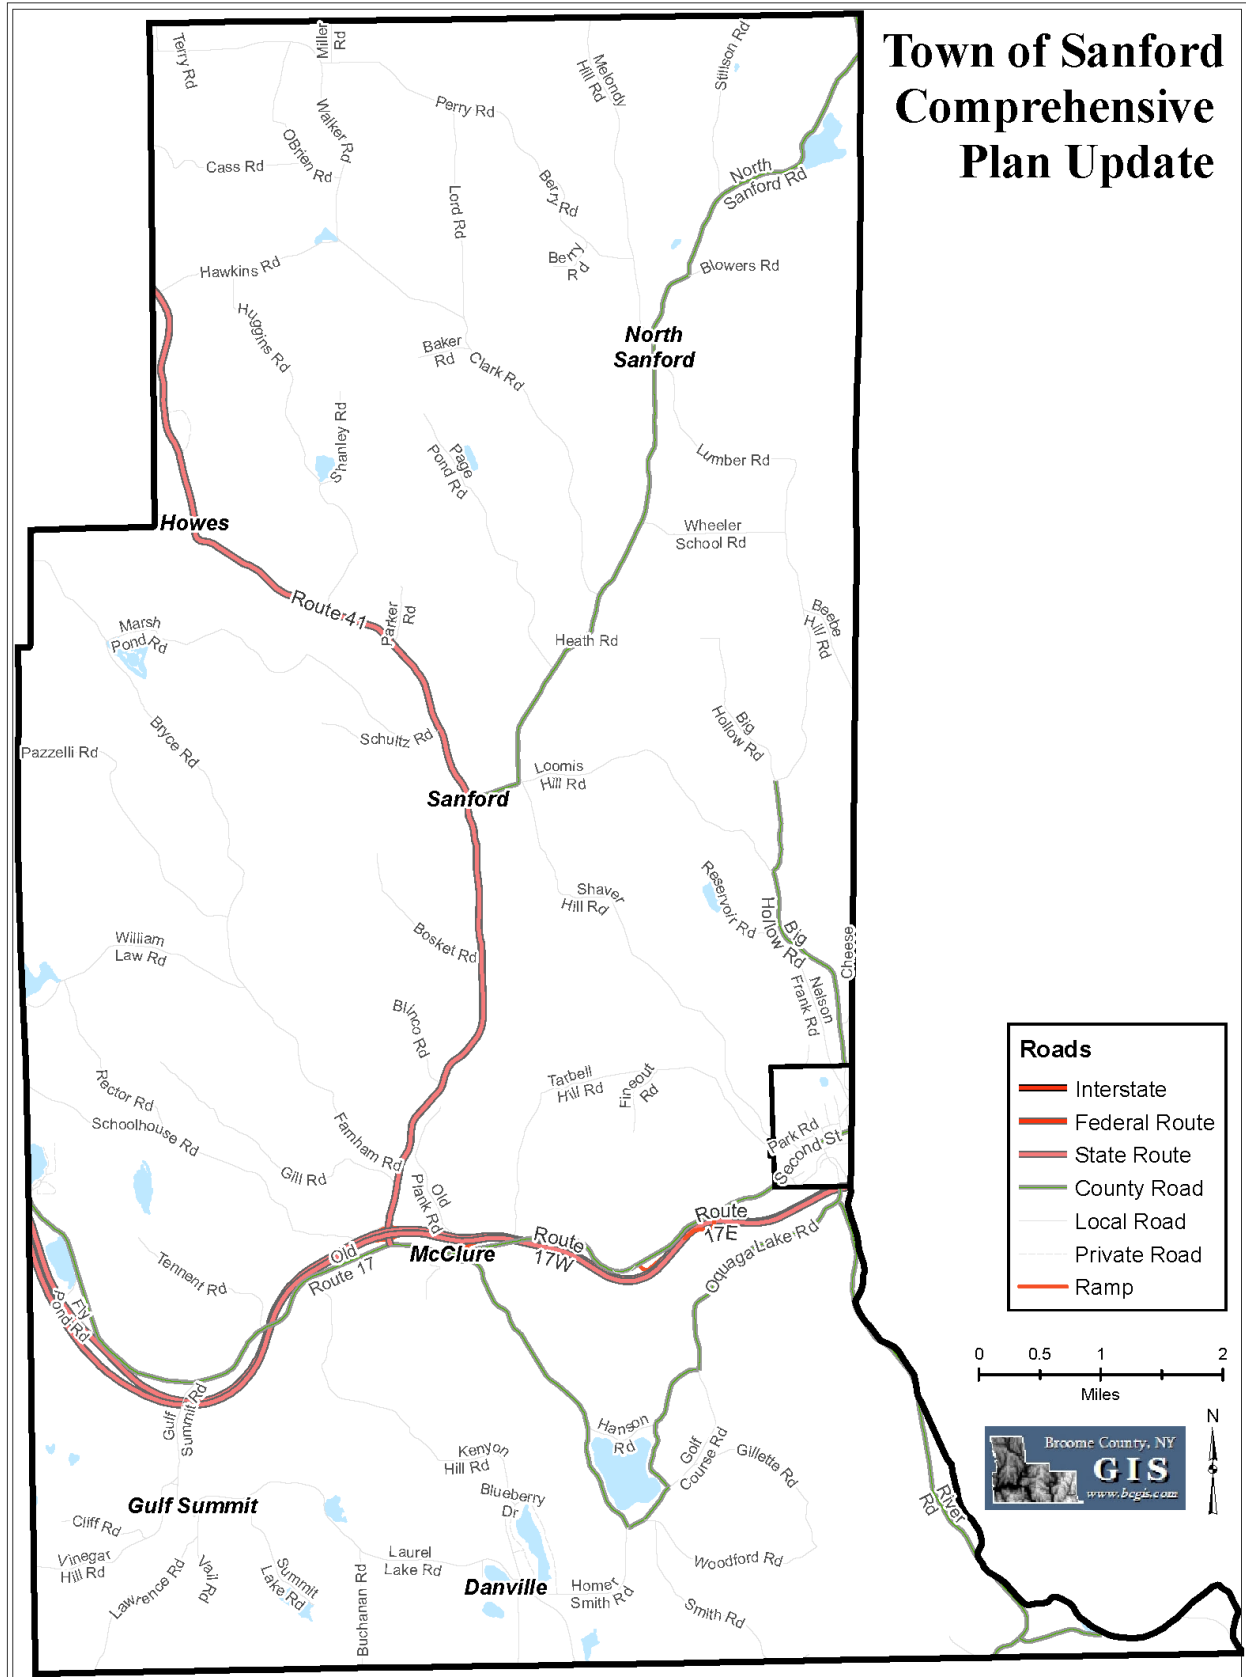 Town of Sanford
Comprehensive
Plan Update
Terry Rd
Miller
Rd
Melondy
Hill Rd
Stillson Rd
Perry Rd
Walker Rd
OBrien Rd
Cass Rd
North
Sanford Rd
Lord Rd
Berry Rd
Berry
Rd
Hawkins Rd
Blowers Rd
Huggins Rd
North
Sanford
Baker
Rd
Clark Rd
Shanley Rd
Page
Pond Rd
Lumber Rd
Howes
Wheeler
School Rd
Route 41
Parker
Rd
Beebe
Hill Rd
Marsh
Pond Rd
Heath Rd
Bryce Rd
Big
Hollow Rd
Pazzelli Rd
Schultz Rd
Loomis
Hill Rd
Sanford
Shaver
Hill Rd
Reservoir Rd
Big
Hollow Rd
Bosket Rd
William
Law Rd
Cheese
Nelson
Frank Rd
Blinco Rd
Tarbell
Hill Rd
Fineout
Rd
Rector Rd
Schoolhouse Rd
Farnham Rd
Park Rd
Second St
Gill Rd
Old
Plank Rd
Route
17E
Route
17W
McClure
Old
Route 17
Oquaga Lake Rd
Tennent Rd
Fly
Pond Rd
Gulf
Summit Rd
Hanson
Rd
Golf
Course Rd
Gillette Rd
Kenyon
Hill Rd
Blueberry
Dr
Gulf Summit
River
Rd
Cliff Rd
Vinegar
Hill Rd
Lawrence Rd
Vail Rd
Summit
Lake Rd
Buchanan Rd
Laurel
Lake Rd
Danville
Homer
Smith Rd
Woodford Rd
Smith Rd
Roads
Interstate
Federal Route
State Route
County Road
Local Road
Private Road
Ramp
0 0.5 1 2
Miles
N
Broome County, NY
GIS
www.bcgis.com